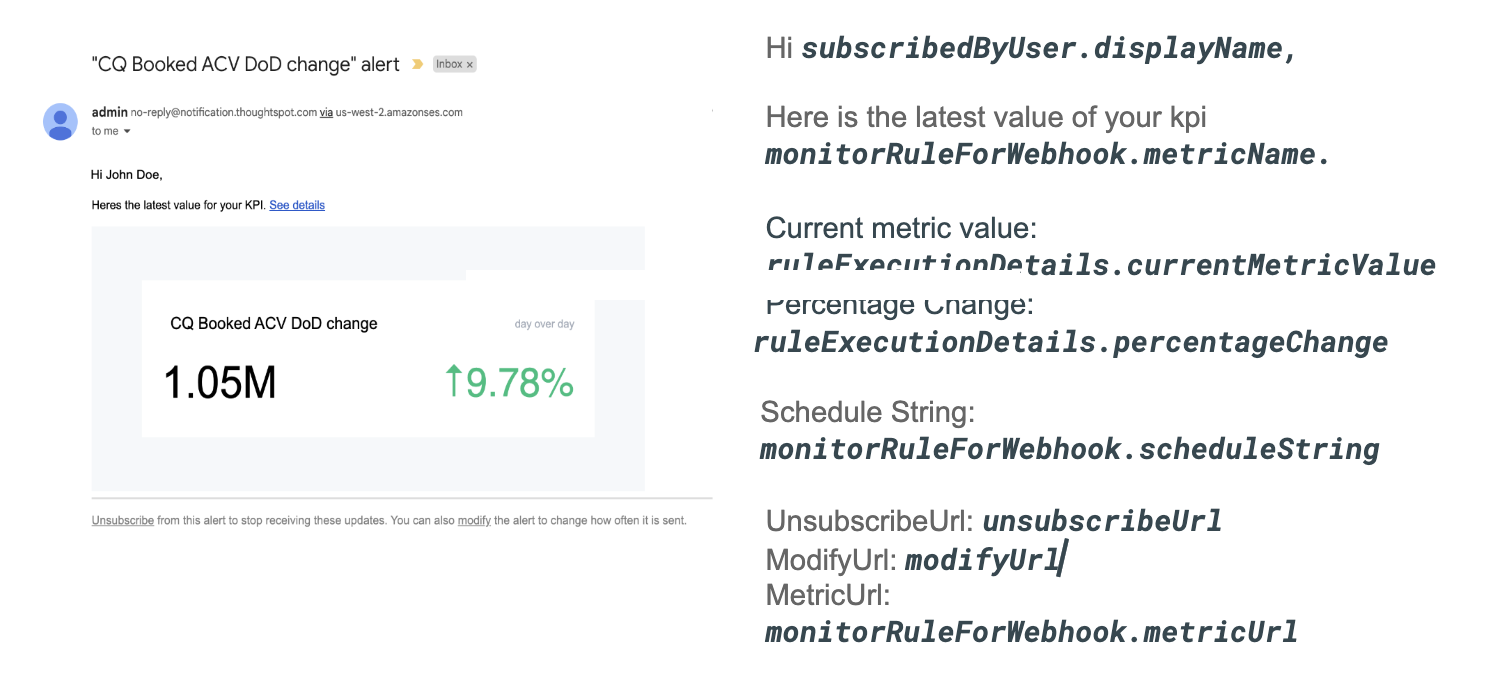 "CQ Booked ACV DoD change" alert Inbox ×
admin no-reply@notification.thoughtspot.com via us-west-2.amazonses.com
to me
Hi John Doe,
Heres the latest value for your KPI. See details
CQ Booked ACV DoD change day over day
1.05M ↑9.78%
Unsubscribe from this alert to stop receiving these updates. You can also modify the alert to change how often it is sent.
Hi subscribedByUser.displayName,
Here is the latest value of your kpi
monitorRuleForWebhook.metricName.
Current metric value:
ruleExecutionDetails.currentMetricValue
Percentage Change:
ruleExecutionDetails.percentageChange
Schedule String:
monitorRuleForWebhook.scheduleString
UnsubscribeUrl: unsubscribeUrl
ModifyUrl: modifyUrl
MetricUrl:
monitorRuleForWebhook.metricUrl